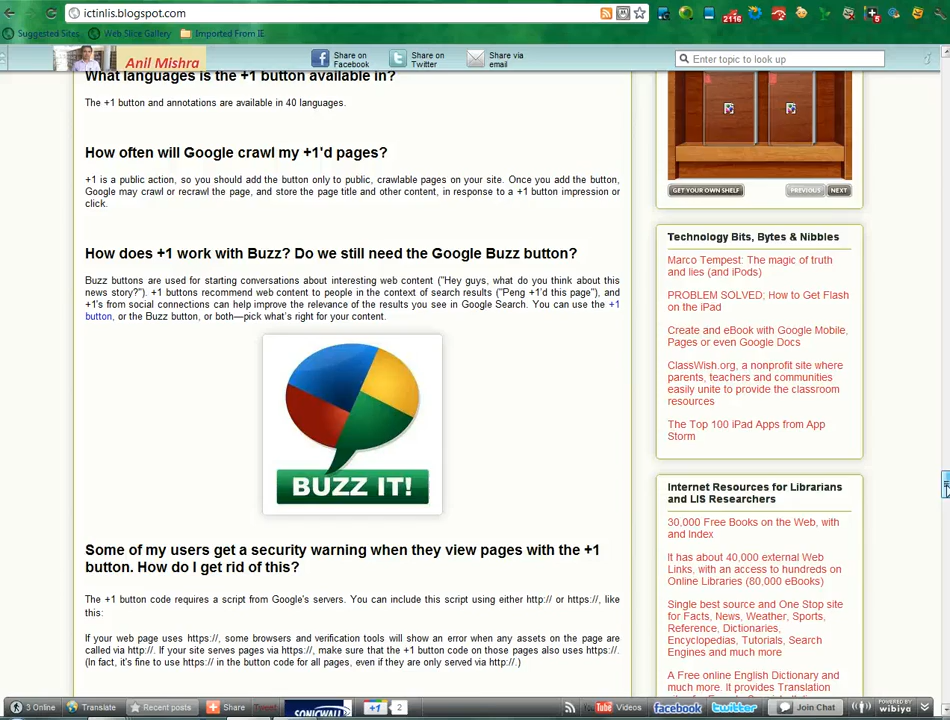 ictinlis.blogspot.com
2116
5
Suggested Sites
Web Slice Gallery
Imported From IE
Anil Mishra
Share on
Facebook
Share on
Twitter
Share via
email
Enter topic to look up
What languages is the +1 button available in?
The +1 button and annotations are available in 40 languages.
How often will Google crawl my +1'd pages?
+1 is a public action, so you should add the button only to public, crawlable pages on your site. Once you add the button,
Google may crawl or recrawl the page, and store the page title and other content, in response to a +1 button impression or
click.
How does +1 work with Buzz? Do we still need the Google Buzz button?
Buzz buttons are used for starting conversations about interesting web content ("Hey guys, what do you think about this
news story?"). +1 buttons recommend web content to people in the context of search results ("Peng +1'd this page"), and
+1's from social connections can help improve the relevance of the results you see in Google Search. You can use the +1
button, or the Buzz button, or both—pick what's right for your content.
BUZZ IT!
Some of my users get a security warning when they view pages with the +1
button. How do I get rid of this?
The +1 button code requires a script from Google's servers. You can include this script using either http:// or https://, like
this:
If your web page uses https://, some browsers and verification tools will show an error when any assets on the page are
called via http://. If your site serves pages via https://, make sure that the +1 button code on those pages also uses https://.
(In fact, it's fine to use https:// in the button code for all pages, even if they are only served via http://.)
GET YOUR OWN SHELF
PREVIOUS
NEXT
Technology Bits, Bytes & Nibbles
Marco Tempest: The magic of truth
and lies (and iPods)
PROBLEM SOLVED; How to Get Flash
on the iPad
Create and eBook with Google Mobile,
Pages or even Google Docs
ClassWish.org, a nonprofit site where
parents, teachers and communities
easily unite to provide the classroom
resources
The Top 100 iPad Apps from App
Storm
Internet Resources for Librarians
and LIS Researchers
30,000 Free Books on the Web, with
and Index
It has about 40,000 external Web
Links, with an access to hundreds on
Online Libraries (80,000 eBooks)
Single best source and One Stop site
for Facts, News, Weather, Sports,
Reference, Dictionaries,
Encyclopedias, Tutorials, Search
Engines and much more
A Free online English Dictionary and
much more. It provides Translation
3 Online
Translate
Recent posts
Share
Tweet
SONICWALL
+1
2
You Tube Videos
facebook
twitter
Join Chat
POWERED BY
wibiya